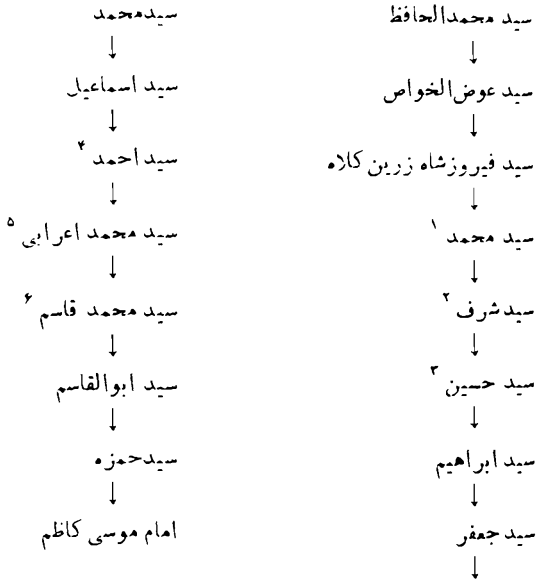 سید محمدالحافظ
↓
سید عوض‌الخواص
↓
سید فیروزشاه زرین کلاه
↓
سید محمد ۱
↓
سید شرف ۲
↓
سید حسین ۳
↓
سید ابراهیم
↓
سید جعفر
↓
سیدمحمد
↓
سید اسماعیل
↓
سید احمد ۴
↓
سید محمد اعرابی ۵
↓
سید محمد قاسم ۶
↓
سید ابوالقاسم
↓
سیدحمزه
↓
امام موسی کاظم